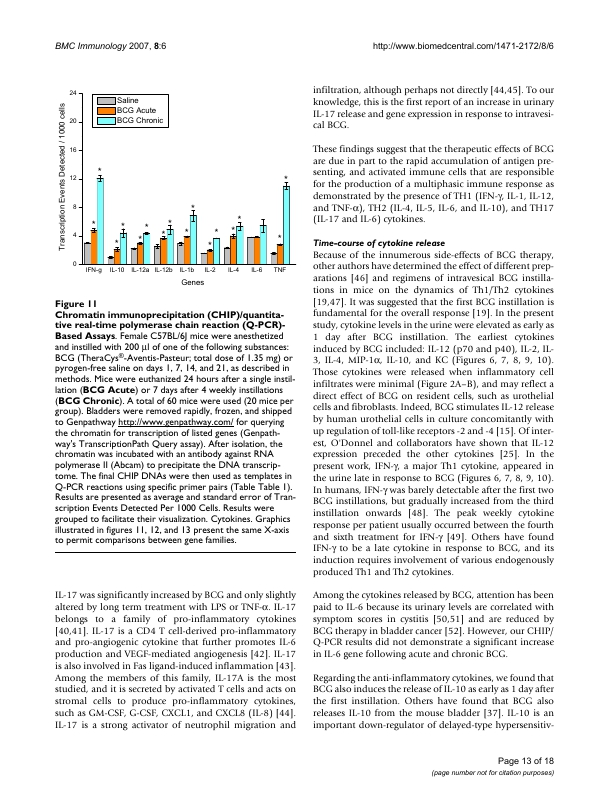 BMC Immunology 2007, 8:6
http://www.biomedcentral.com/1471-2172/8/6
Transcription Events Detected / 1000 cells
24
20
16
12
8
4
0
Saline
BCG Acute
BCG Chronic
* * * * * * * * * * * * * * * *
IFN-g IL-10 IL-12a IL-12b IL-1b IL-2 IL-4 IL-6 TNF
Genes
Figure 11
Chromatin immunoprecipitation (CHIP)/quantita-
tive real-time polymerase chain reaction (Q-PCR)-
Based Assays. Female C57BL/6J mice were anesthetized
and instilled with 200 μl of one of the following substances:
BCG (TheraCys®-Aventis-Pasteur; total dose of 1.35 mg) or
pyrogen-free saline on days 1, 7, 14, and 21, as described in
methods. Mice were euthanized 24 hours after a single instil-
lation (BCG Acute) or 7 days after 4 weekly instillations
(BCG Chronic). A total of 60 mice were used (20 mice per
group). Bladders were removed rapidly, frozen, and shipped
to Genpathway http://www.genpathway.com/ for querying
the chromatin for transcription of listed genes (Genpath-
way's TranscriptionPath Query assay). After isolation, the
chromatin was incubated with an antibody against RNA
polymerase II (Abcam) to precipitate the DNA transcrip-
tome. The final CHIP DNAs were then used as templates in
Q-PCR reactions using specific primer pairs (Table Table 1).
Results are presented as average and standard error of Tran-
scription Events Detected Per 1000 Cells. Results were
grouped to facilitate their visualization. Cytokines. Graphics
illustrated in figures 11, 12, and 13 present the same X-axis
to permit comparisons between gene families.
IL-17 was significantly increased by BCG and only slightly
altered by long term treatment with LPS or TNF-α. IL-17
belongs to a family of pro-inflammatory cytokines
[40,41]. IL-17 is a CD4 T cell-derived pro-inflammatory
and pro-angiogenic cytokine that further promotes IL-6
production and VEGF-mediated angiogenesis [42]. IL-17
is also involved in Fas ligand-induced inflammation [43].
Among the members of this family, IL-17A is the most
studied, and it is secreted by activated T cells and acts on
stromal cells to produce pro-inflammatory cytokines,
such as GM-CSF, G-CSF, CXCL1, and CXCL8 (IL-8) [44].
IL-17 is a strong activator of neutrophil migration and
infiltration, although perhaps not directly [44,45]. To our
knowledge, this is the first report of an increase in urinary
IL-17 release and gene expression in response to intravesi-
cal BCG.
These findings suggest that the therapeutic effects of BCG
are due in part to the rapid accumulation of antigen pre-
senting, and activated immune cells that are responsible
for the production of a multiphasic immune response as
demonstrated by the presence of TH1 (IFN-γ, IL-1, IL-12,
and TNF-α), TH2 (IL-4, IL-5, IL-6, and IL-10), and TH17
(IL-17 and IL-6) cytokines.
Time-course of cytokine release
Because of the innumerous side-effects of BCG therapy,
other authors have determined the effect of different prep-
arations [46] and regimens of intravesical BCG instilla-
tions in mice on the dynamics of Th1/Th2 cytokines
[19,47]. It was suggested that the first BCG instillation is
fundamental for the overall response [19]. In the present
study, cytokine levels in the urine were elevated as early as
1 day after BCG instillation. The earliest cytokines
induced by BCG included: IL-12 (p70 and p40), IL-2, IL-
3, IL-4, MIP-1α, IL-10, and KC (Figures 6, 7, 8, 9, 10).
Those cytokines were released when inflammatory cell
infiltrates were minimal (Figure 2A–B), and may reflect a
direct effect of BCG on resident cells, such as urothelial
cells and fibroblasts. Indeed, BCG stimulates IL-12 release
by human urothelial cells in culture concomitantly with
up regulation of toll-like receptors -2 and -4 [15]. Of inter-
est, O'Donnel and collaborators have shown that IL-12
expression preceded the other cytokines [25]. In the
present work, IFN-γ, a major Th1 cytokine, appeared in
the urine late in response to BCG (Figures 6, 7, 8, 9, 10).
In humans, IFN-γ was barely detectable after the first two
BCG instillations, but gradually increased from the third
instillation onwards [48]. The peak weekly cytokine
response per patient usually occurred between the fourth
and sixth treatment for IFN-γ [49]. Others have found
IFN-γ to be a late cytokine in response to BCG, and its
induction requires involvement of various endogenously
produced Th1 and Th2 cytokines.
Among the cytokines released by BCG, attention has been
paid to IL-6 because its urinary levels are correlated with
symptom scores in cystitis [50,51] and are reduced by
BCG therapy in bladder cancer [52]. However, our CHIP/
Q-PCR results did not demonstrate a significant increase
in IL-6 gene following acute and chronic BCG.
Regarding the anti-inflammatory cytokines, we found that
BCG also induces the release of IL-10 as early as 1 day after
the first instillation. Others have found that BCG also
releases IL-10 from the mouse bladder [37]. IL-10 is an
important down-regulator of delayed-type hypersensitiv-
Page 13 of 18
(page number not for citation purposes)